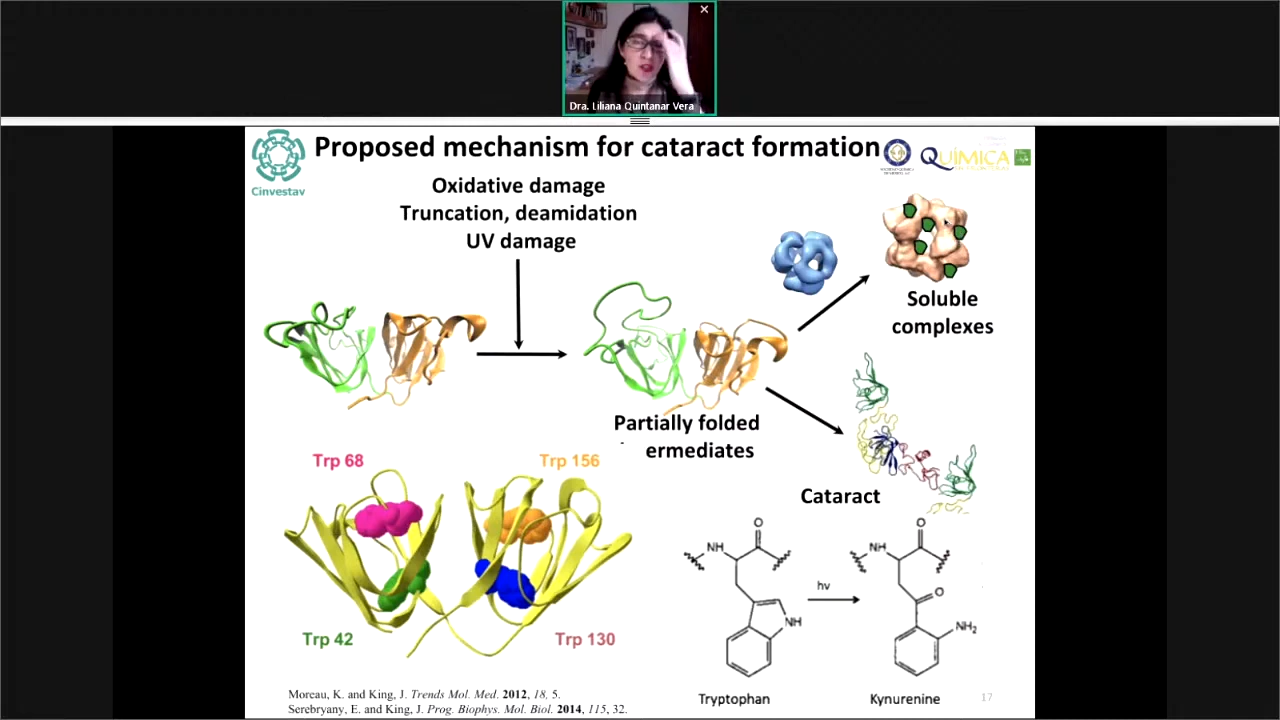 Dra. Liliana Quintanar Vera
Proposed mechanism for cataract formation
Cinvestav
QUÍMICA
Oxidative damage
Truncation, deamidation
UV damage
Soluble
complexes
Partially folded
ermediates
Cataract
Trp 68
Trp 156
Trp 42
Trp 130
O
NH
hv
NH
O
NH
O
NH₂
Tryptophan
Kynurenine
Moreau, K. and King, J. Trends Mol. Med. 2012, 18, 5.
Serebryany, E. and King, J. Prog. Biophys. Mol. Biol. 2014, 115, 32.
17